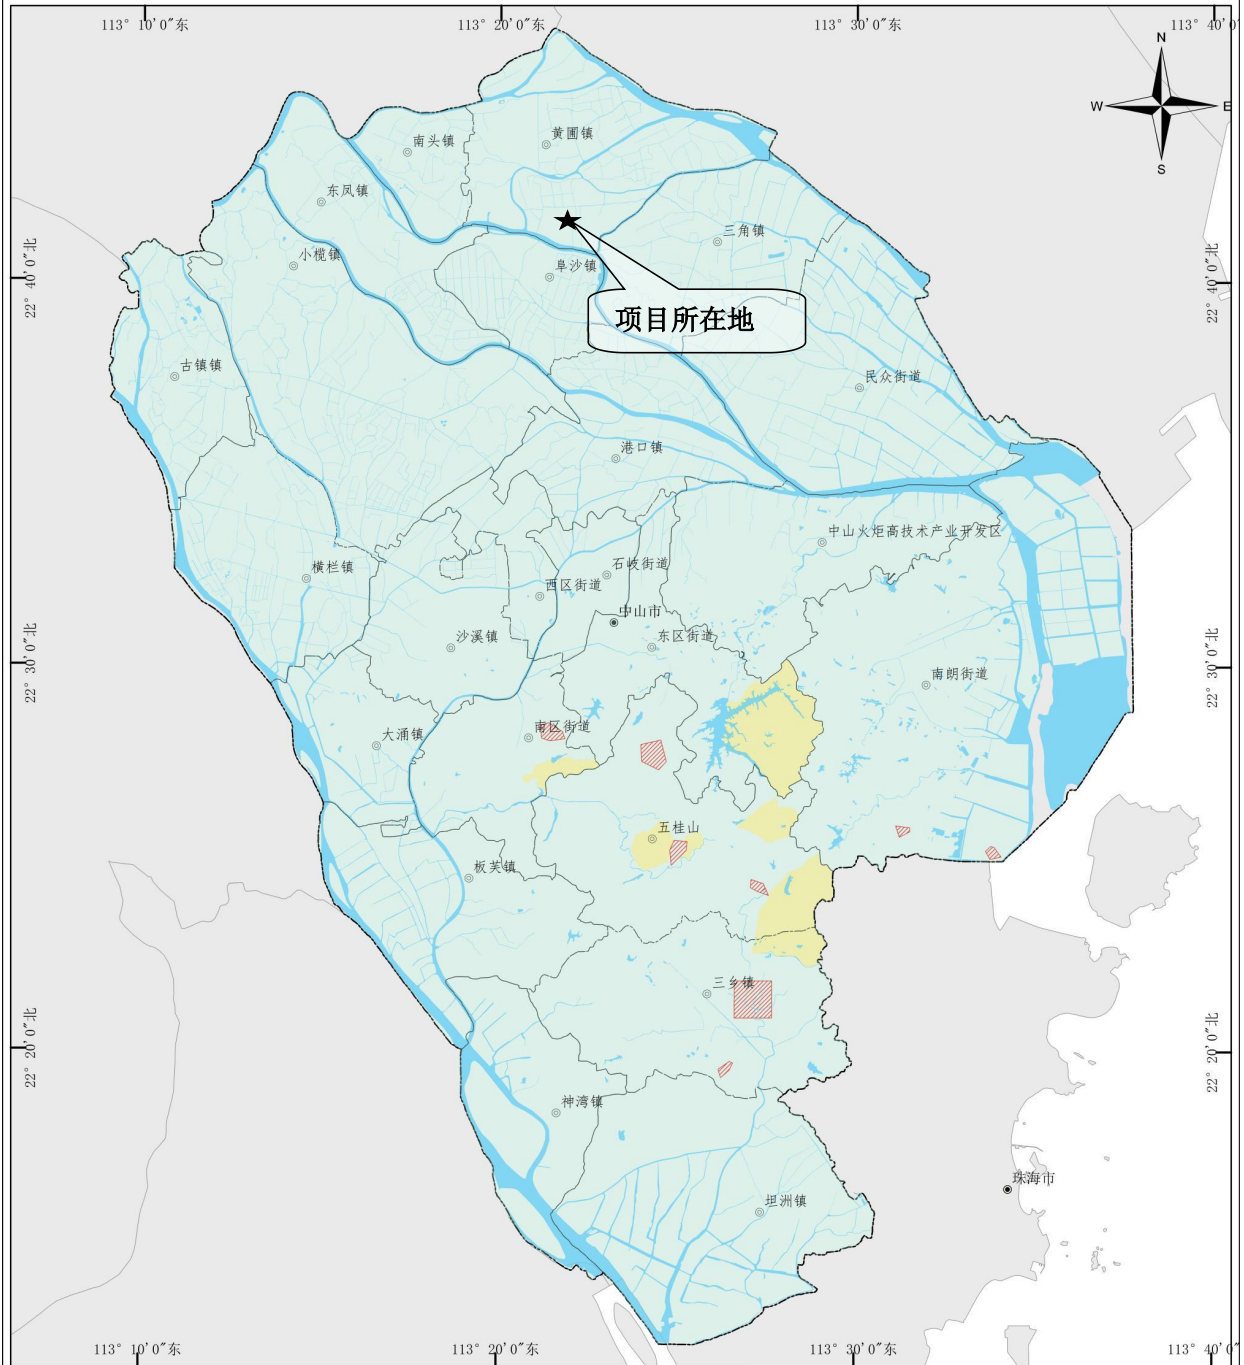 113° 10′0″东
113° 20′0″东
113° 30′0″东
113° 40′0″
N
W
E
S
黄圃镇
南头镇
东凤镇
三角镇
22° 40′0″北
小榄镇
阜沙镇
22° 40′0″北
项目所在地
古镇镇
民众街道
港口镇
中山火炬高技术产业开发区
横栏镇
石岐街道
西区街道
中山市
沙溪镇
东区街道
22° 30′0″北
22° 30′0″北
南朗街道
大涌镇
南区街道
五桂山
板芙镇
三乡镇
22° 20′0″北
22° 20′0″北
神湾镇
珠海市
坦洲镇
113° 10′0″东
113° 20′0″东
113° 30′0″东
113° 40′0″